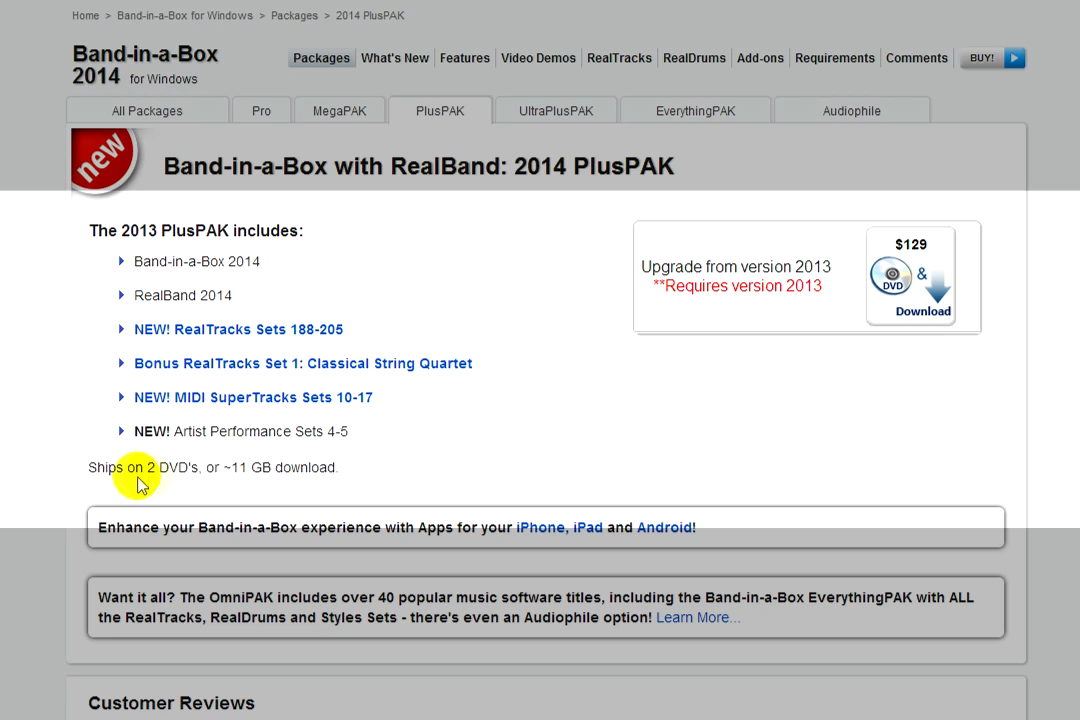 Home > Band-in-a-Box for Windows > Packages > 2014 PlusPAK
Band-in-a-Box
2014 for Windows
Packages What's New Features Video Demos RealTracks RealDrums Add-ons Requirements Comments BUY!
All Packages Pro MegaPAK PlusPAK UltraPlusPAK EverythingPAK Audiophile
new
Band-in-a-Box with RealBand: 2014 PlusPAK
The 2013 PlusPAK includes:
Band-in-a-Box 2014
RealBand 2014
NEW! RealTracks Sets 188-205
Bonus RealTracks Set 1: Classical String Quartet
NEW! MIDI SuperTracks Sets 10-17
NEW! Artist Performance Sets 4-5
Ships on 2 DVD's, or ~11 GB download.
Upgrade from version 2013
**Requires version 2013
$129
DVD &
Download
Enhance your Band-in-a-Box experience with Apps for your iPhone, iPad and Android!
Want it all? The OmniPAK includes over 40 popular music software titles, including the Band-in-a-Box EverythingPAK with ALL
the RealTracks, RealDrums and Styles Sets - there's even an Audiophile option! Learn More...
Customer Reviews